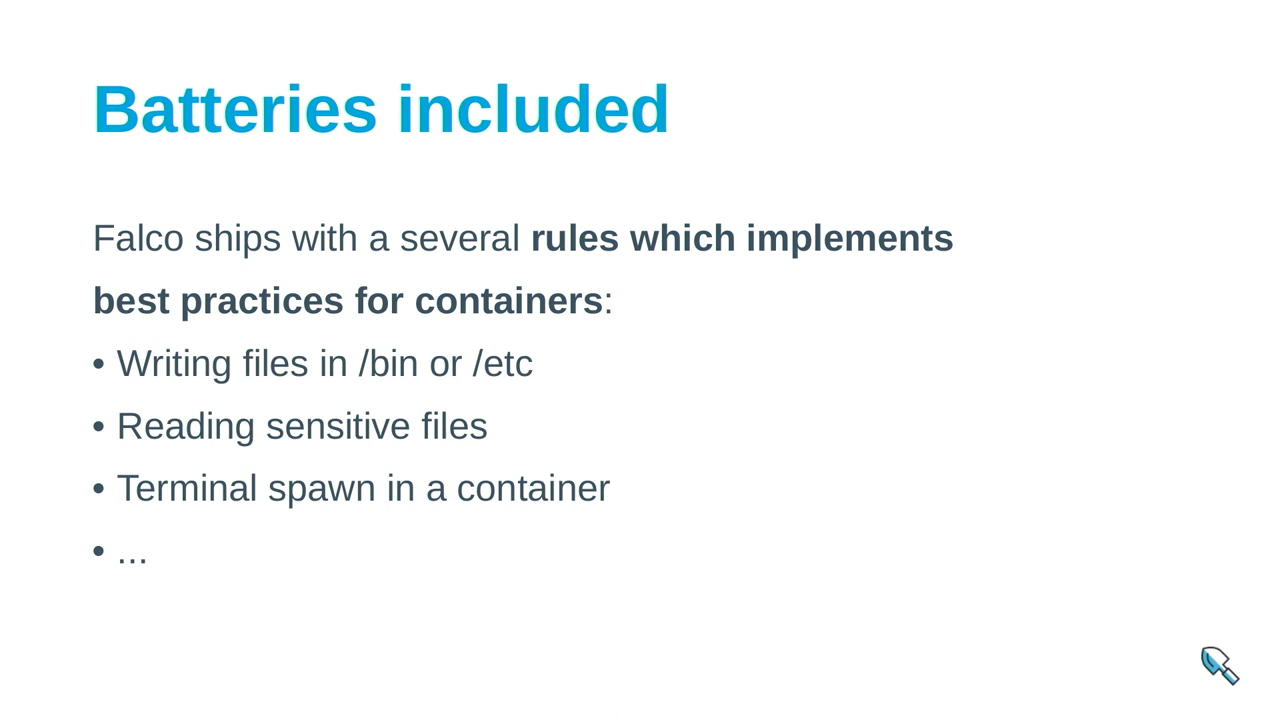 Batteries included
Falco ships with a several rules which implements
best practices for containers:
• Writing files in /bin or /etc
• Reading sensitive files
• Terminal spawn in a container
• ...